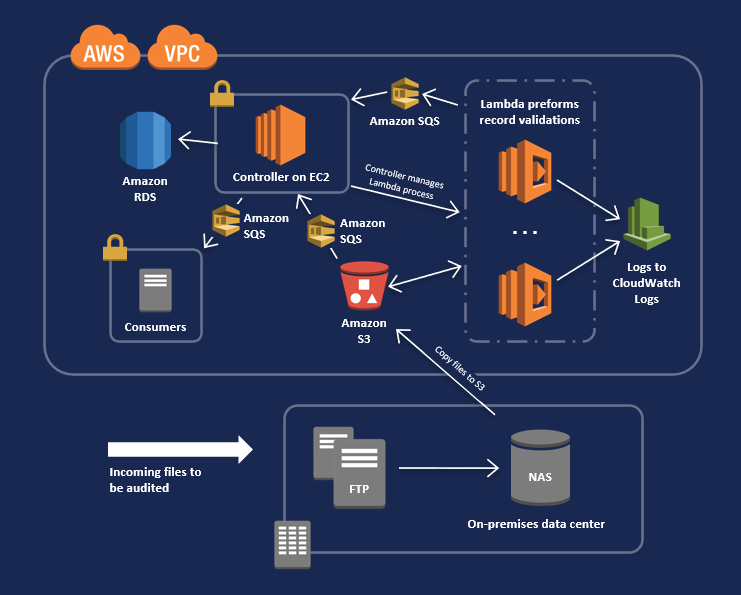 AWS
VPC
Amazon SQS
Lambda preforms
record validations
Controller on EC2
Amazon
RDS
Controller manages
Lambda process
Amazon
SQS
Amazon
SQS
Logs to
CloudWatch
Logs
Consumers
Amazon
S3
Copy files to S3
Incoming files to
be audited
FTP
NAS
On-premises data center